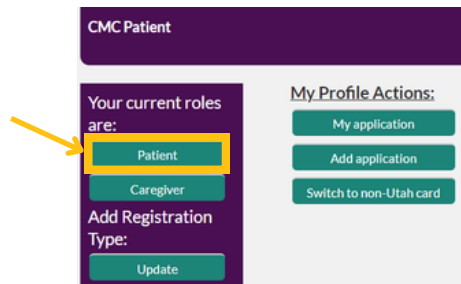 CMC Patient
Your current roles
are:
Patient
Caregiver
Add Registration
Type:
Update
My Profile Actions:
My application
Add application
Switch to non-Utah card